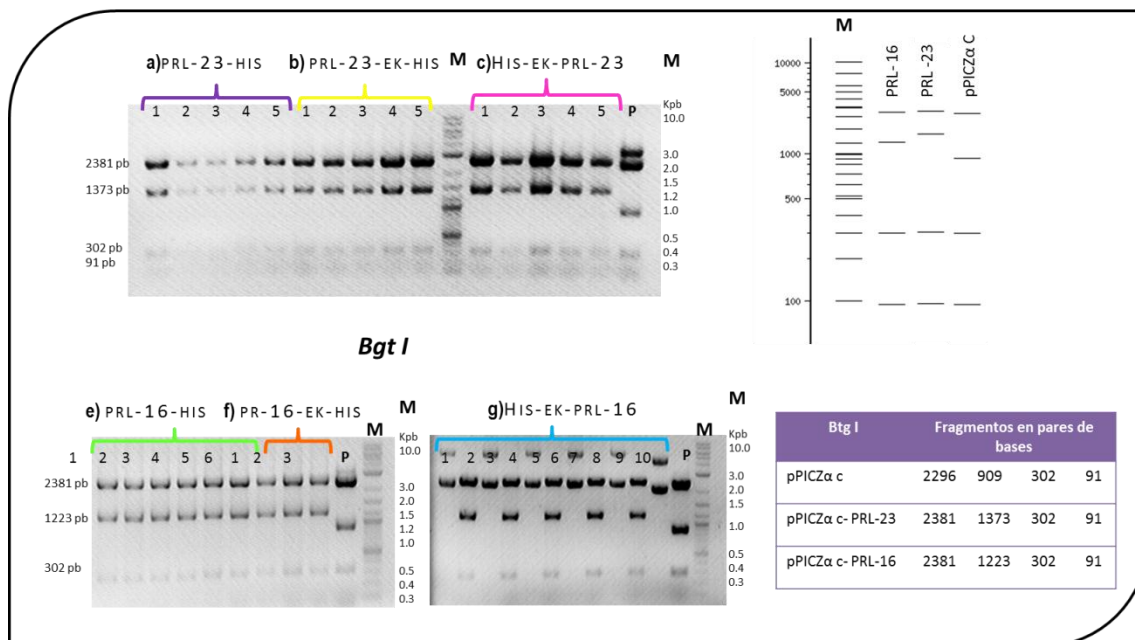 a)PRL-23-HIS b) PRL-23-EK-HIS M c)HIS-EK-PRL-23 M
1 2 3 4 5 1 2 3 4 5 1 2 3 4 5 P
Kpb
10.0
3.0
2.0
1.5
1.2
1.0
0.5
0.4
0.3
2381 pb
1373 pb
302 pb
91 pb
M PRL-16 PRL-23 pPICZα C
10000
5000
1000
500
100
Bgt I
e) PRL-16-HIS f) PR-16-EK-HIS M M
1 2 3 4 5 6 1 2 3 P
Kpb
10.0
3.0
2.0
1.5
1.2
1.0
0.5
0.4
0.3
2381 pb
1223 pb
302 pb
g)HIS-EK-PRL-16 M M
1 2 3 4 5 6 7 8 9 10 P
Kpb
10.0
3.0
2.0
1.5
1.2
1.0
0.5
0.4
0.3
Btg I Fragmentos en pares de
bases
pPICZα c 2296 909 302 91
pPICZα c- PRL-23 2381 1373 302 91
pPICZα c- PRL-16 2381 1223 302 91